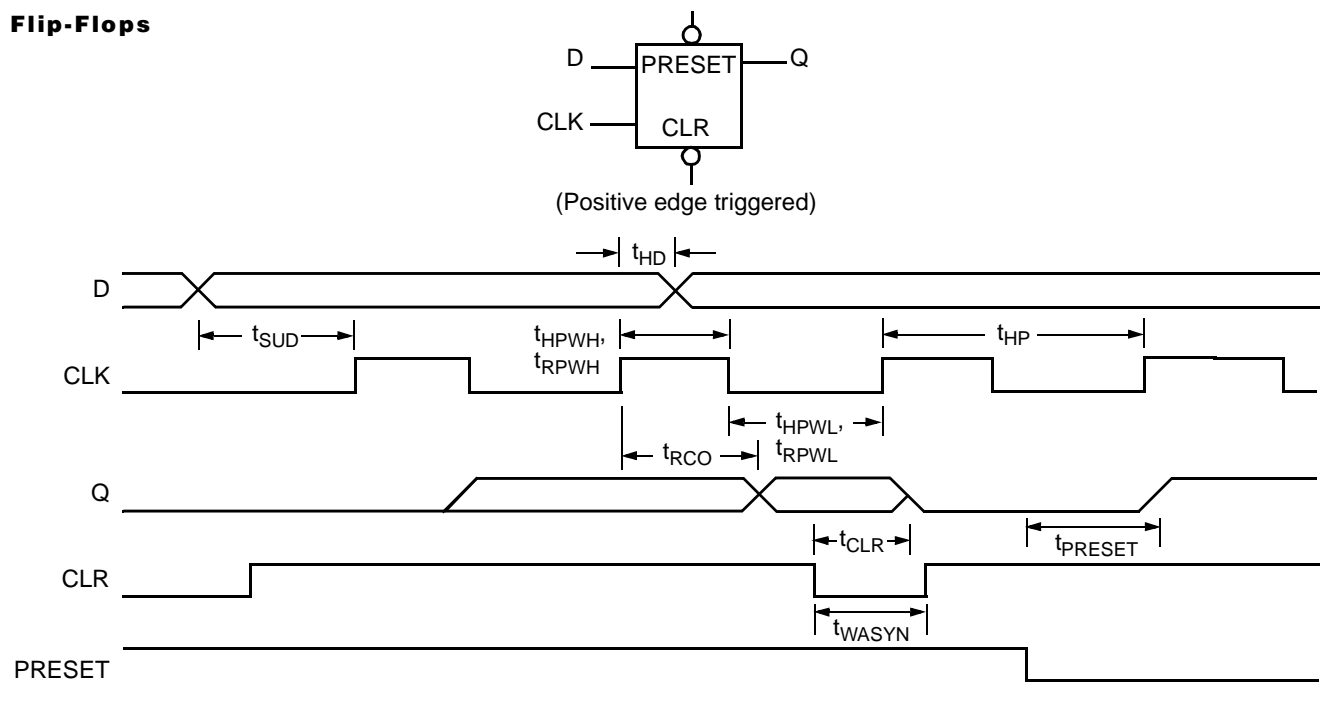 Flip-Flops
D
PRESET
Q
CLK
CLR
(Positive edge triggered)
tHD
D
tSUD
tHPWH,
tRPWH
tHP
CLK
tHPWL,
tRPWL
tRCO
Q
tCLR
tPRESET
CLR
tWASYN
PRESET